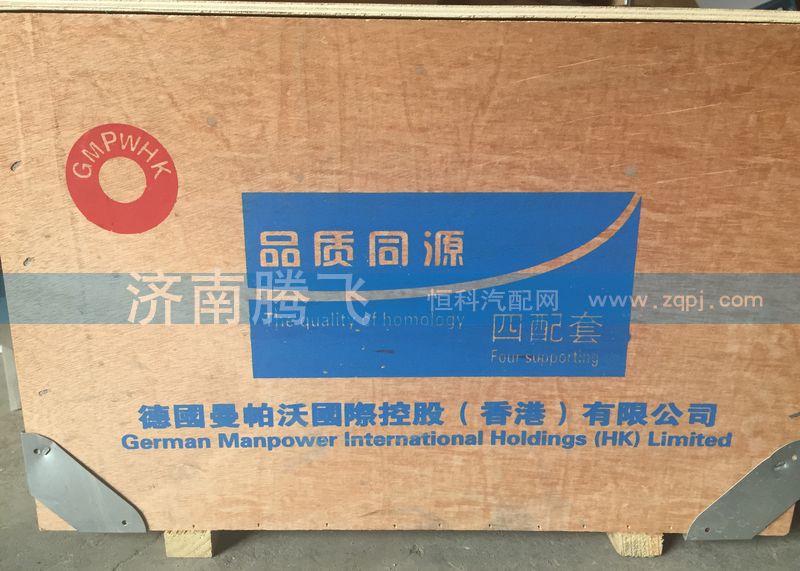 GMPWHK
品质同源
济南腾飞
恒科汽配网 www.zqpj.com
The quality of homology
四配套
Four supporting
德國曼帕沃國際控股（香港）有限公司
German Manpower International Holdings (HK) Limited